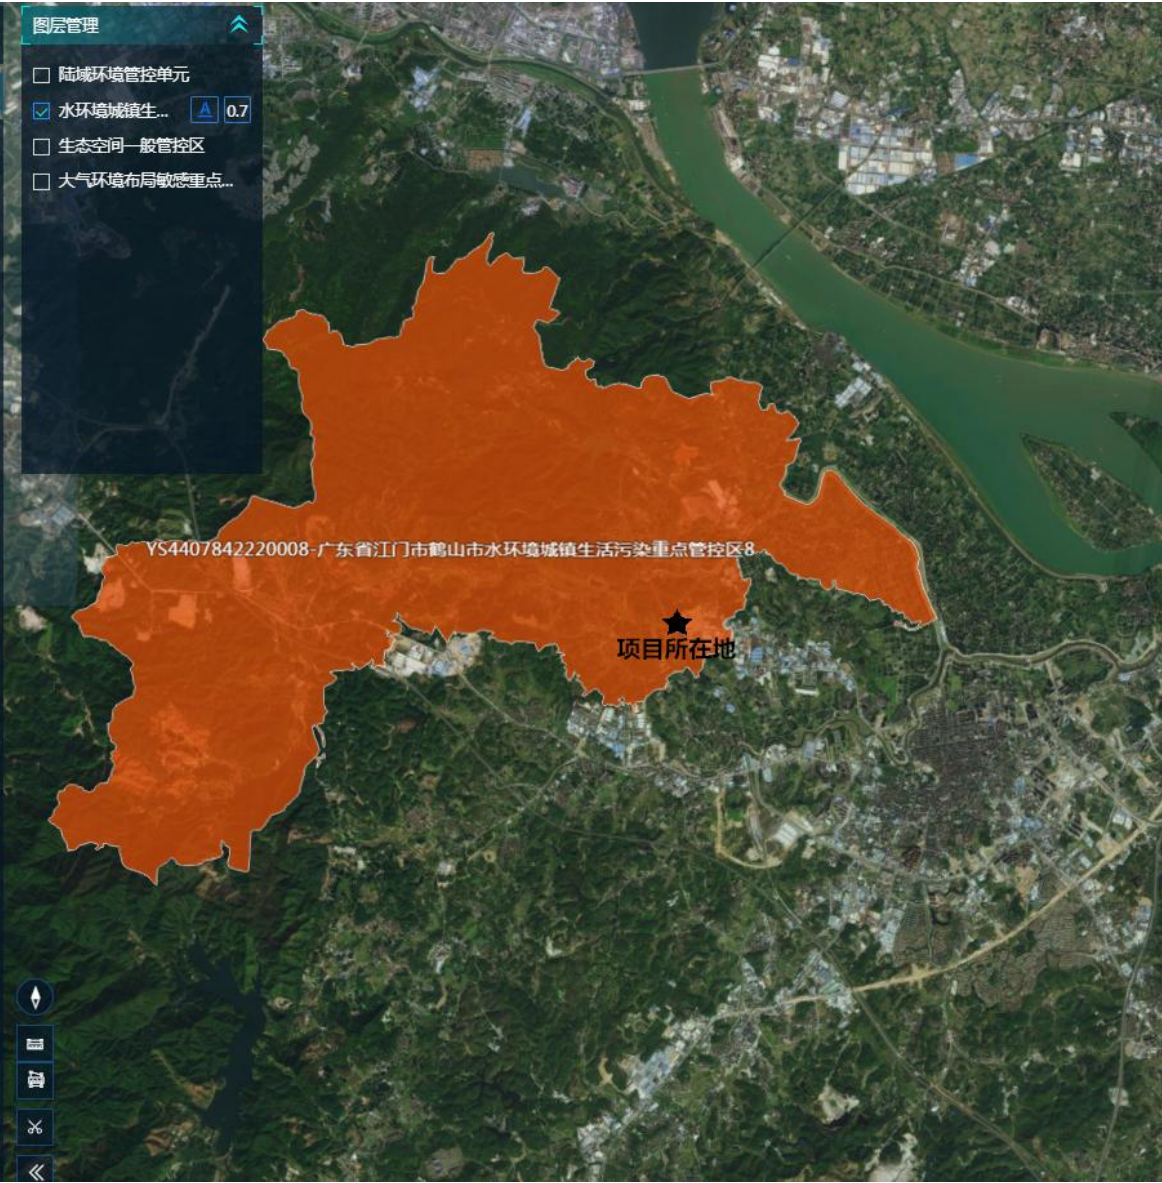 图层管理
陆域环境管控单元
水环境城镇生... A 0.7
生态空间一般管控区
大气环境布局敏感重点...
YS4407842220008-广东省江门市鹤山市水环境城镇生活污染重点管控区8
项目所在地